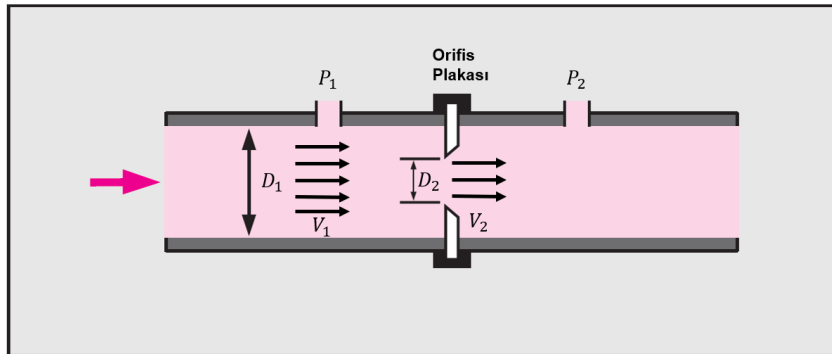 Orifis
Plakası
P₁
P₂
D₁
D₂
V₁
V₂